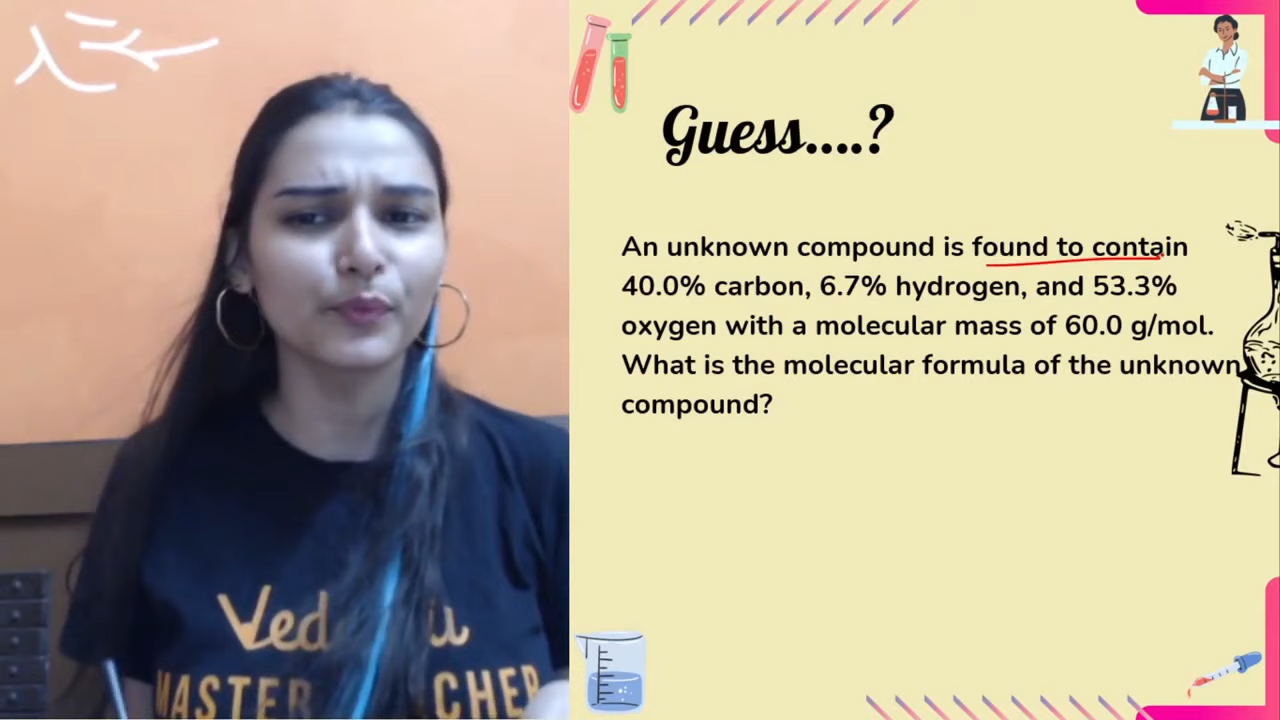 Guess....?
An unknown compound is found to contain
40.0% carbon, 6.7% hydrogen, and 53.3%
oxygen with a molecular mass of 60.0 g/mol.
What is the molecular formula of the unknown
compound?
MASTER